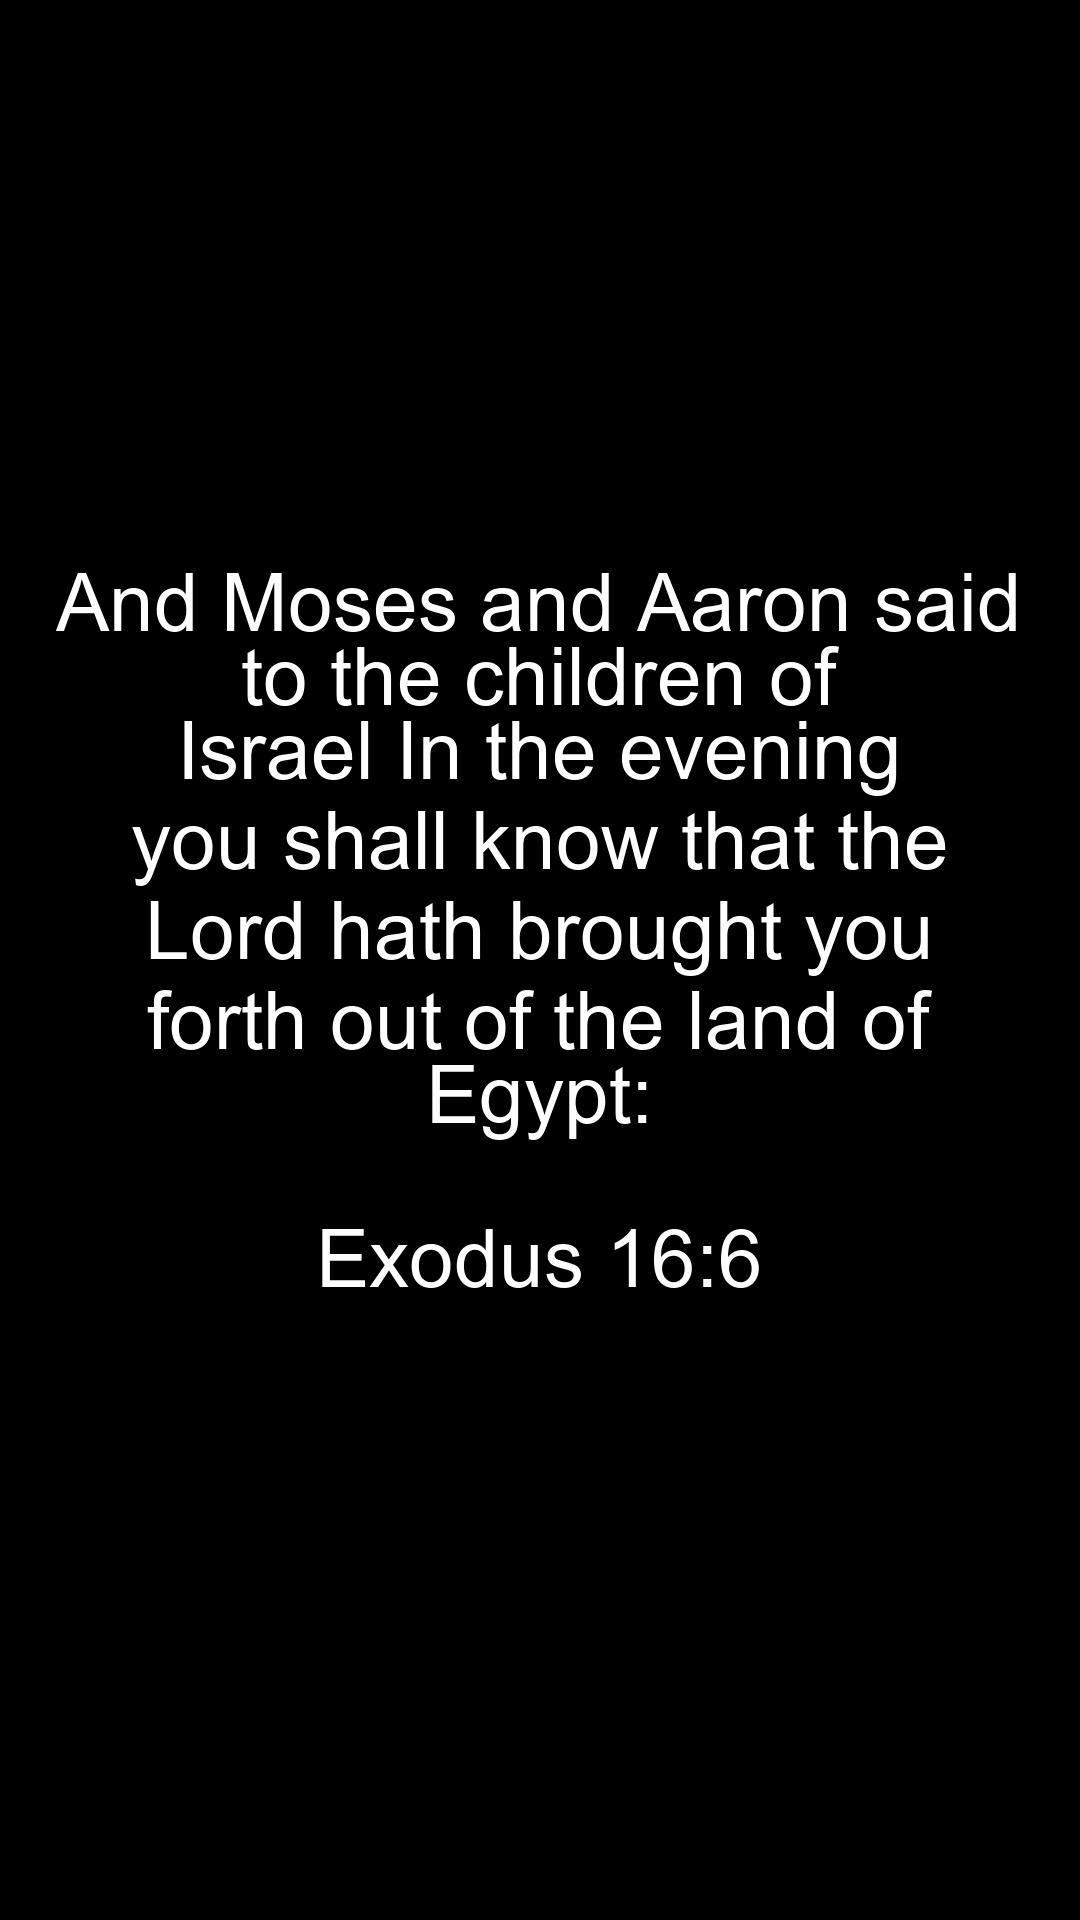 And Moses and Aaron said
to the children of
Israel In the evening
you shall know that the
Lord hath brought you
forth out of the land of
Egypt:
Exodus 16:6